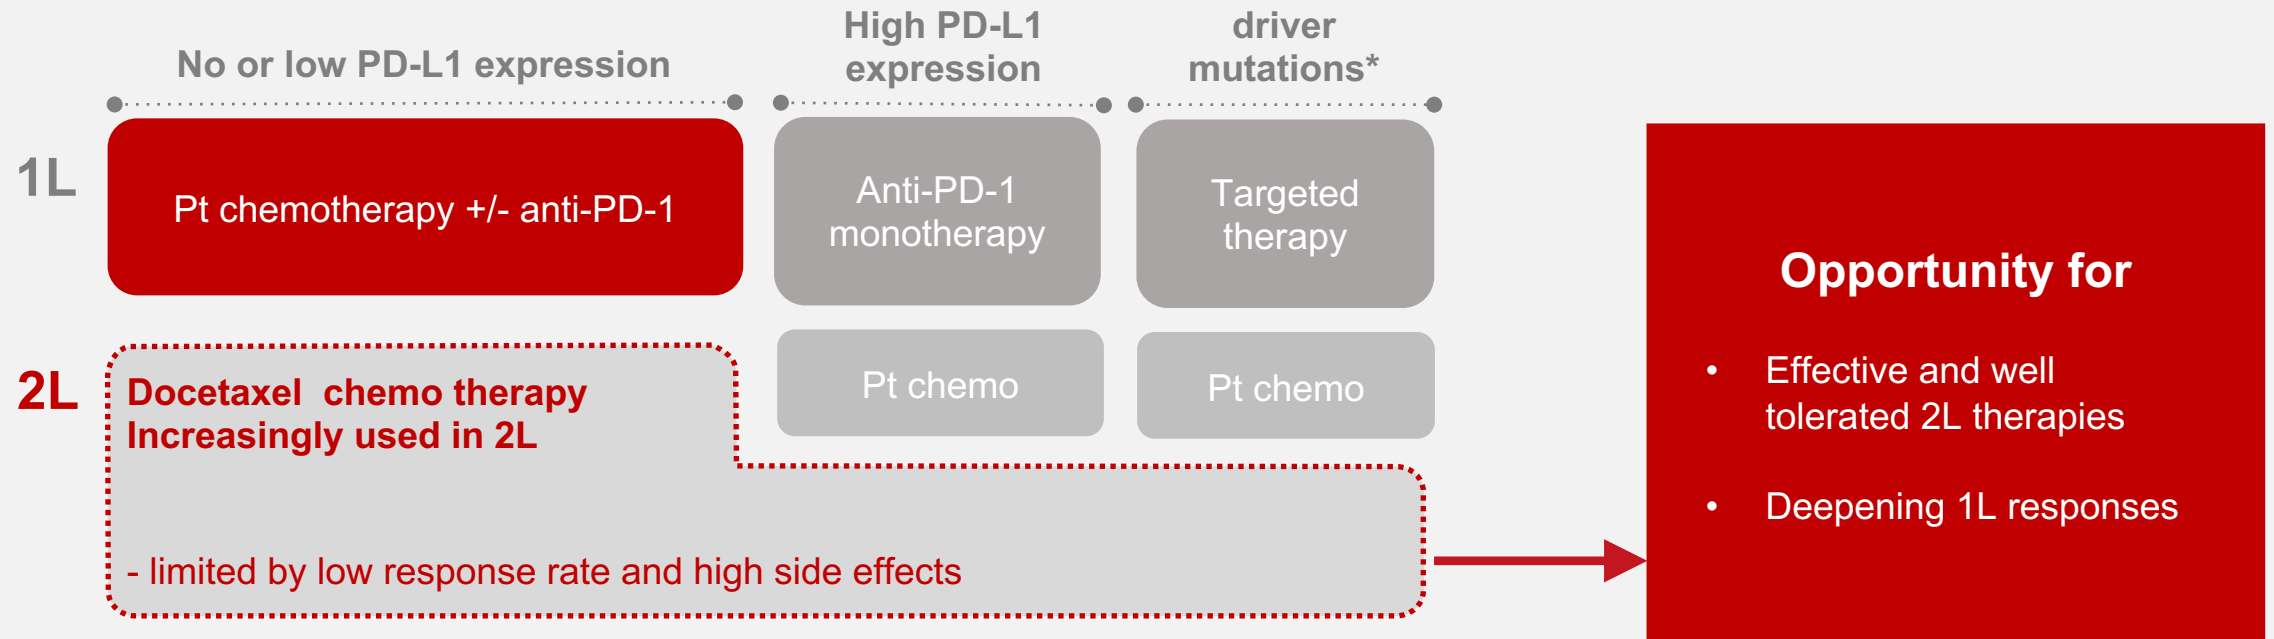 No or low PD-L1 expression
High PD-L1
expression
driver
mutations*
1L
Pt chemotherapy +/- anti-PD-1
Anti-PD-1
monotherapy
Targeted
therapy
2L
Docetaxel  chemo therapy
Increasingly used in 2L
- limited by low response rate and high side effects
Pt chemo
Pt chemo
Opportunity for
• Effective and well
tolerated 2L therapies
• Deepening 1L responses